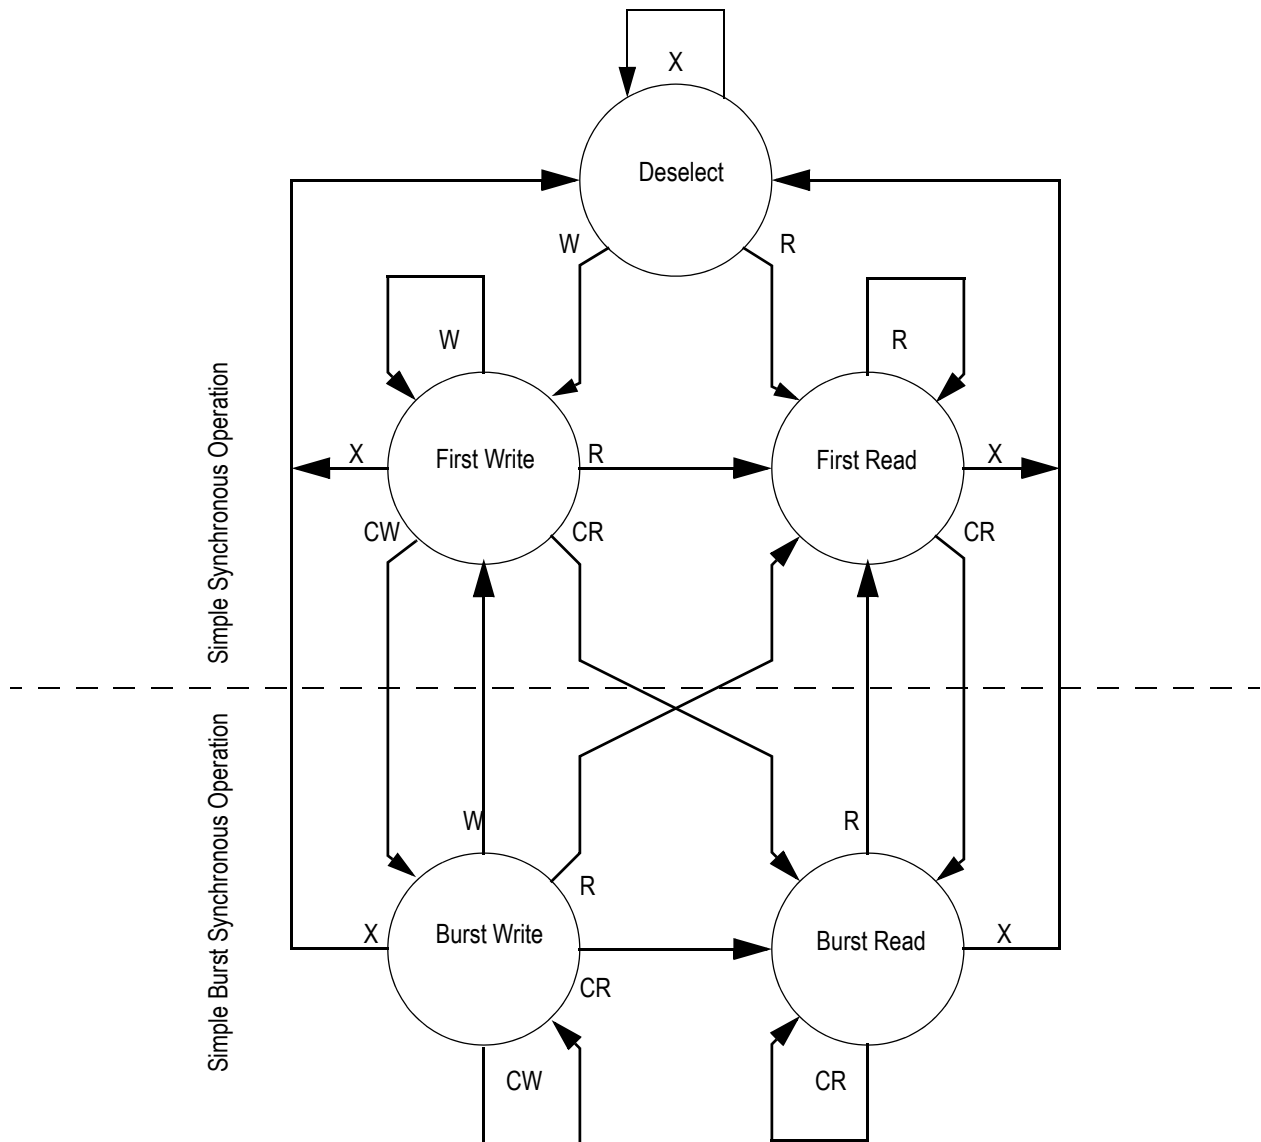 X
Deselect
W
R
W
R
Simple Synchronous Operation
X
First Write
R
First Read
X
CW
CR
CR
Simple Burst Synchronous Operation
W
R
R
X
Burst Write
Burst Read
X
CR
CW
CR